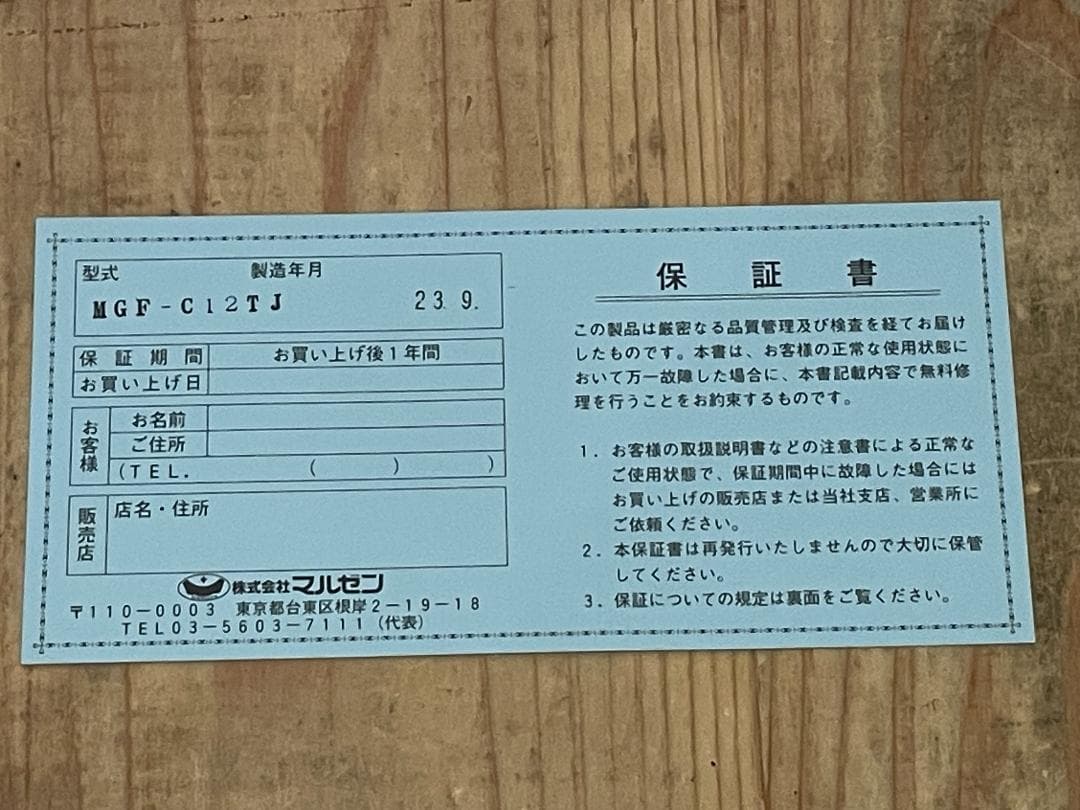 型式 製造年月
MGF-C12TJ 23.9.
保証期間 お買い上げ後1年間
お買い上げ日
お客様
お名前
ご住所
(TEL. ( ) )
販売店
店名・住所
株式会社マルゼン
〒110-0003 東京都台東区根岸2-19-18
TEL03-5603-7111(代表)
保証書
この製品は厳密なる品質管理及び検査を経てお届け
したものです。本書は、お客様の正常な使用状態に
おいて万一故障した場合に、本書記載内容で無料修
理を行うことをお約束するものです。
1. お客様の取扱説明書などの注意書による正常な
ご使用状態で、保証期間中に故障した場合には
お買い上げの販売店または当社支店、営業所に
ご依頼ください。
2. 本保証書は再発行いたしませんので大切に保管
してください。
3. 保証についての規定は裏面をご覧ください。